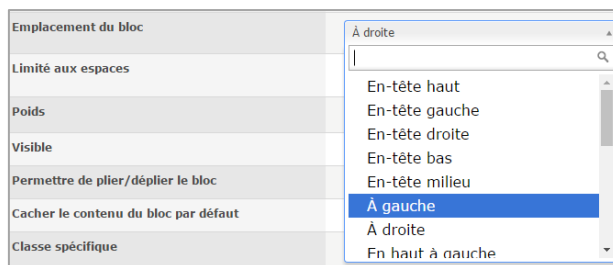 Emplacement du bloc
À droite
Limité aux espaces
En-tête haut
En-tête gauche
Poids
En-tête droite
Visible
En-tête bas
Permettre de plier/déplier le bloc
En-tête milieu
Cacher le contenu du bloc par défaut
À gauche
À droite
Classe spécifique
En haut à gauche